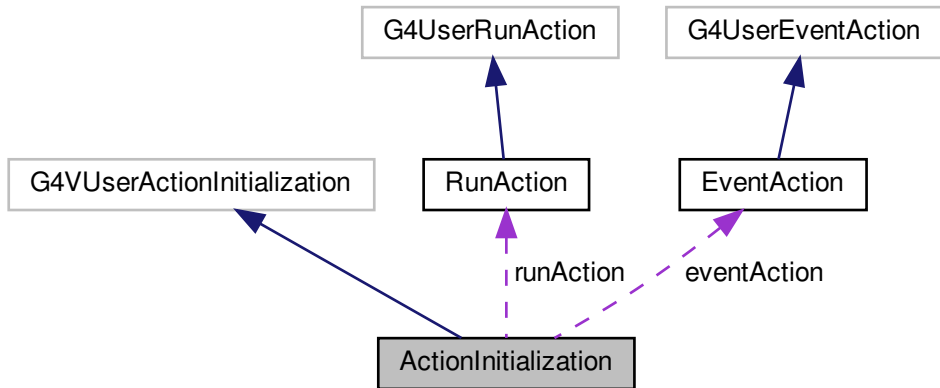 G4UserRunAction
G4UserEventAction
G4VUserActionInitialization
RunAction
EventAction
runAction
eventAction
ActionInitialization